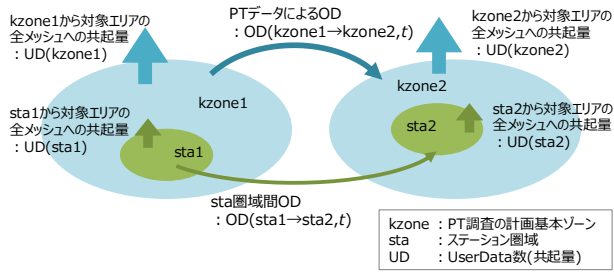 kzone1から対象エリアの
全メッシュへの共起量
: UD(kzone1)
PTデータによるOD
: OD(kzone1→kzone2,t)
kzone2から対象エリアの
全メッシュへの共起量
: UD(kzone2)
kzone1
kzone2
sta1から対象エリアの
全メッシュへの共起量
: UD(sta1)
sta1
sta2
sta2から対象エリアの
全メッシュへの共起量
: UD(sta2)
sta圏域間OD
: OD(sta1→sta2,t)
kzone : PT調査の計画基本ゾーン
sta : ステーション圏域
UD : UserData数(共起量)